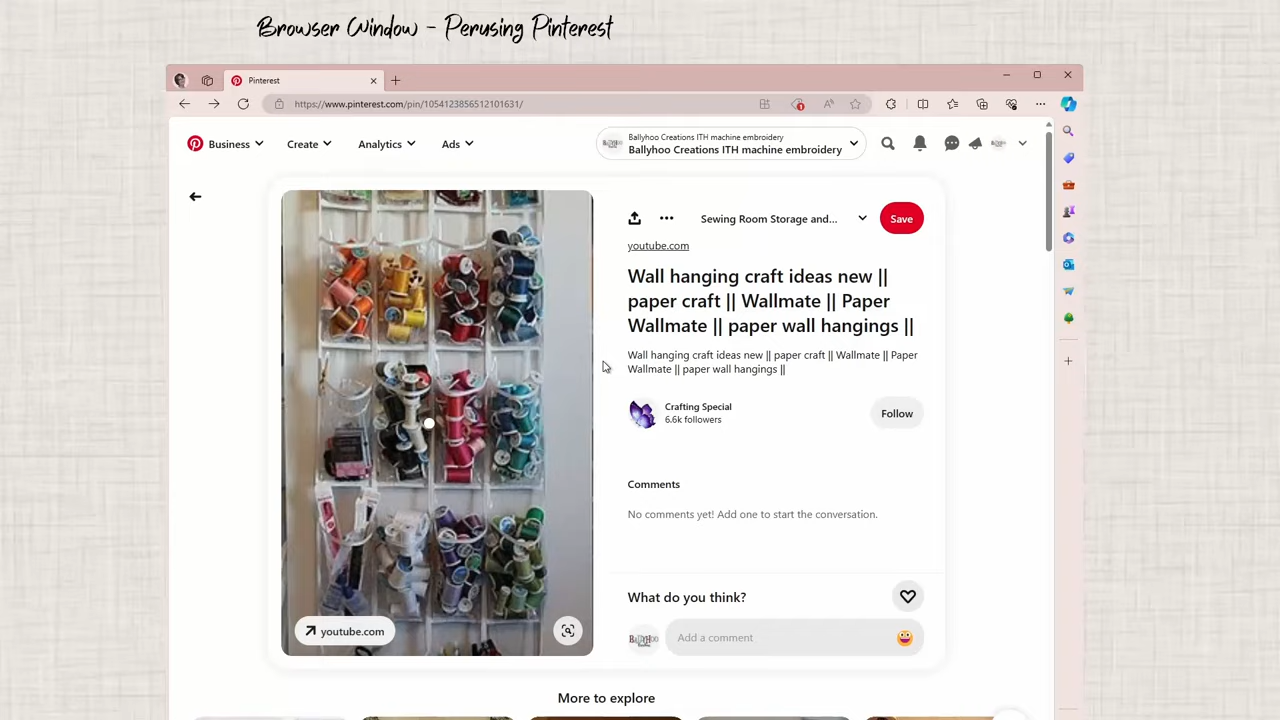 Browser Window - Perusing Pinterest
Pinterest
https://www.pinterest.com/pin/1054123856512101631/
Business
Create
Analytics
Ads
Ballyhoo Creations ITH machine embroidery
Ballyhoo Creations ITH machine embroidery
Sewing Room Storage and...
Save
youtube.com
Wall hanging craft ideas new ||
paper craft || Wallmate || Paper
Wallmate || paper wall hangings ||
Wall hanging craft ideas new || paper craft || Wallmate || Paper
Wallmate || paper wall hangings ||
Crafting Special
6.6k followers
Follow
Comments
No comments yet! Add one to start the conversation.
What do you think?
youtube.com
Add a comment
More to explore